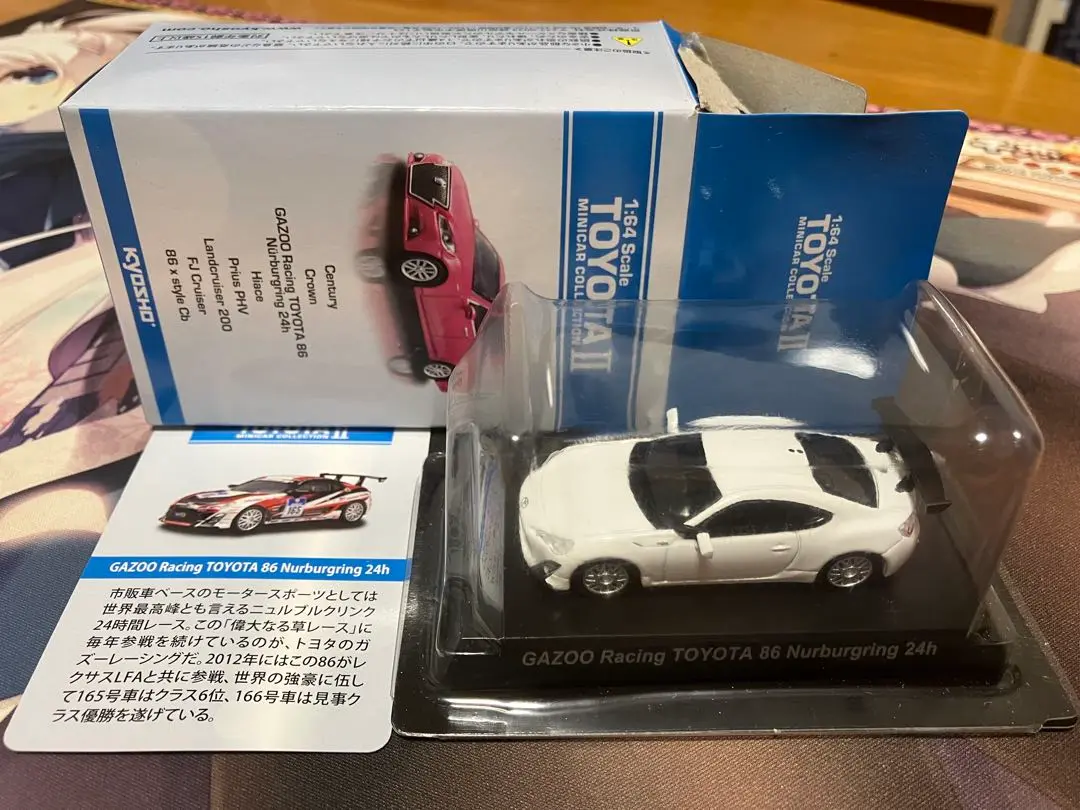 www.kyosho.com
1:64 Scale
TOYOTA II
MINICAR COLLECTION
Century
Crown
GAZOO Racing TOYOTA 86
Nürburgring 24h
Hiace
Prius PHV
Landcruiser 200
FJ Cruiser
86 x style Cb
KYOSHO
1:64 Scale
TOYOTA II
MINICAR COLLE
TOYOTA II
MINICAR COLLECTION
165
GAZOO Racing TOYOTA 86 Nurburgring 24h
市阪車ベースのモータースポーツとしては
世界最高峰とも言えるニュルブルクリンク
24時間レース。この「偉大なる草レース」に
毎年参戦を続けているのが、トヨタのガ
ズーレーシングだ。2012年にはこの86がレ
クサスLFAと共に参戦、世界の強豪に伍し
て165号車はクラス6位、166号車は見事ク
ラス優勝を遂げている。
GAZOO Racing TOYOTA 86 Nurburgring 24h